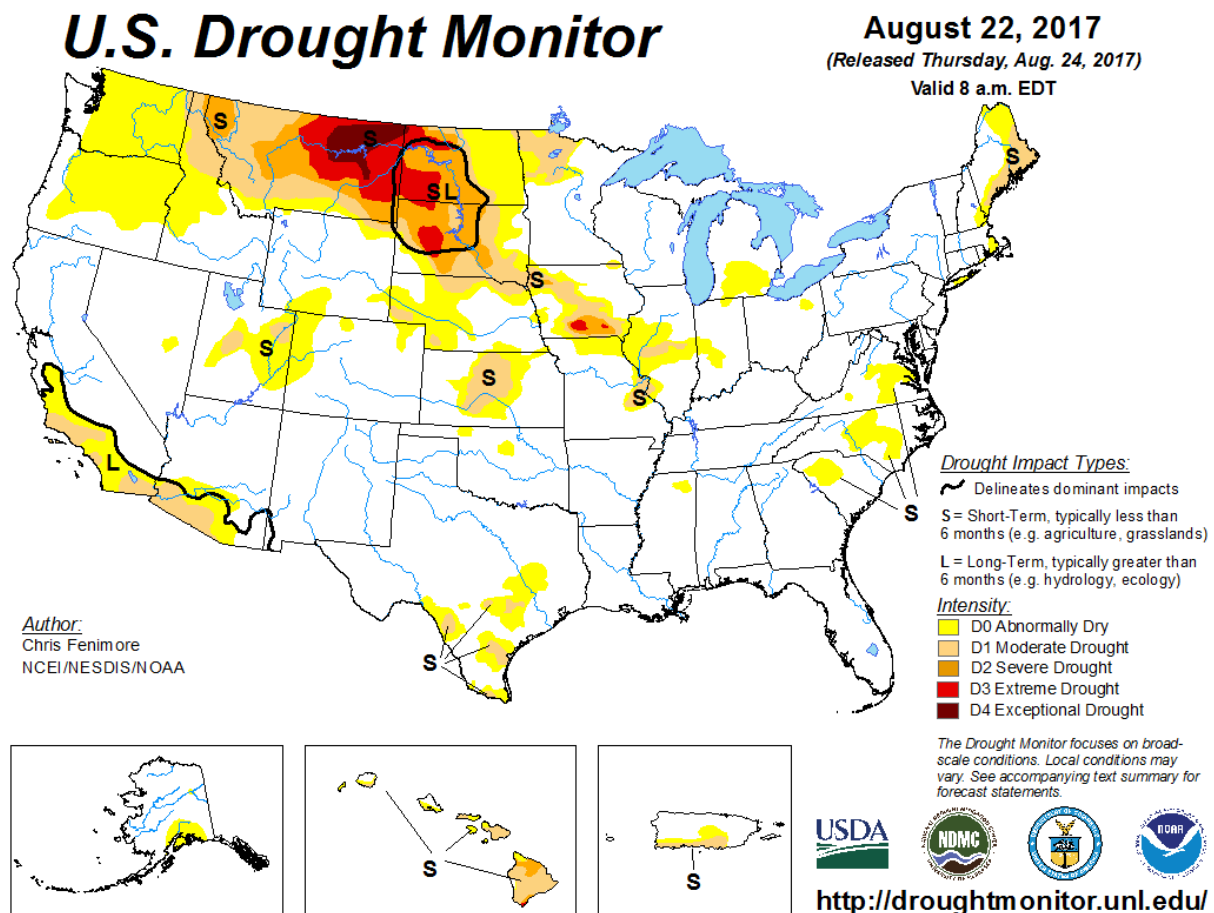 U.S. Drought Monitor
August 22, 2017
(Released Thursday, Aug. 24, 2017)
Valid 8 a.m. EDT
S
S
S
S L
S
S
S
S
S
L
S
S
Drought Impact Types:
Delineates dominant impacts
S = Short-Term, typically less than
6 months (e.g. agriculture, grasslands)
L = Long-Term, typically greater than
6 months (e.g. hydrology, ecology)
Intensity:
D0 Abnormally Dry
D1 Moderate Drought
D2 Severe Drought
D3 Extreme Drought
D4 Exceptional Drought
Author:
Chris Fenimore
NCEI/NESDIS/NOAA
The Drought Monitor focuses on broad-
scale conditions. Local conditions may
vary. See accompanying text summary for
forecast statements.
S
S
USDA
NDMC
NOAA
http://droughtmonitor.unl.edu/